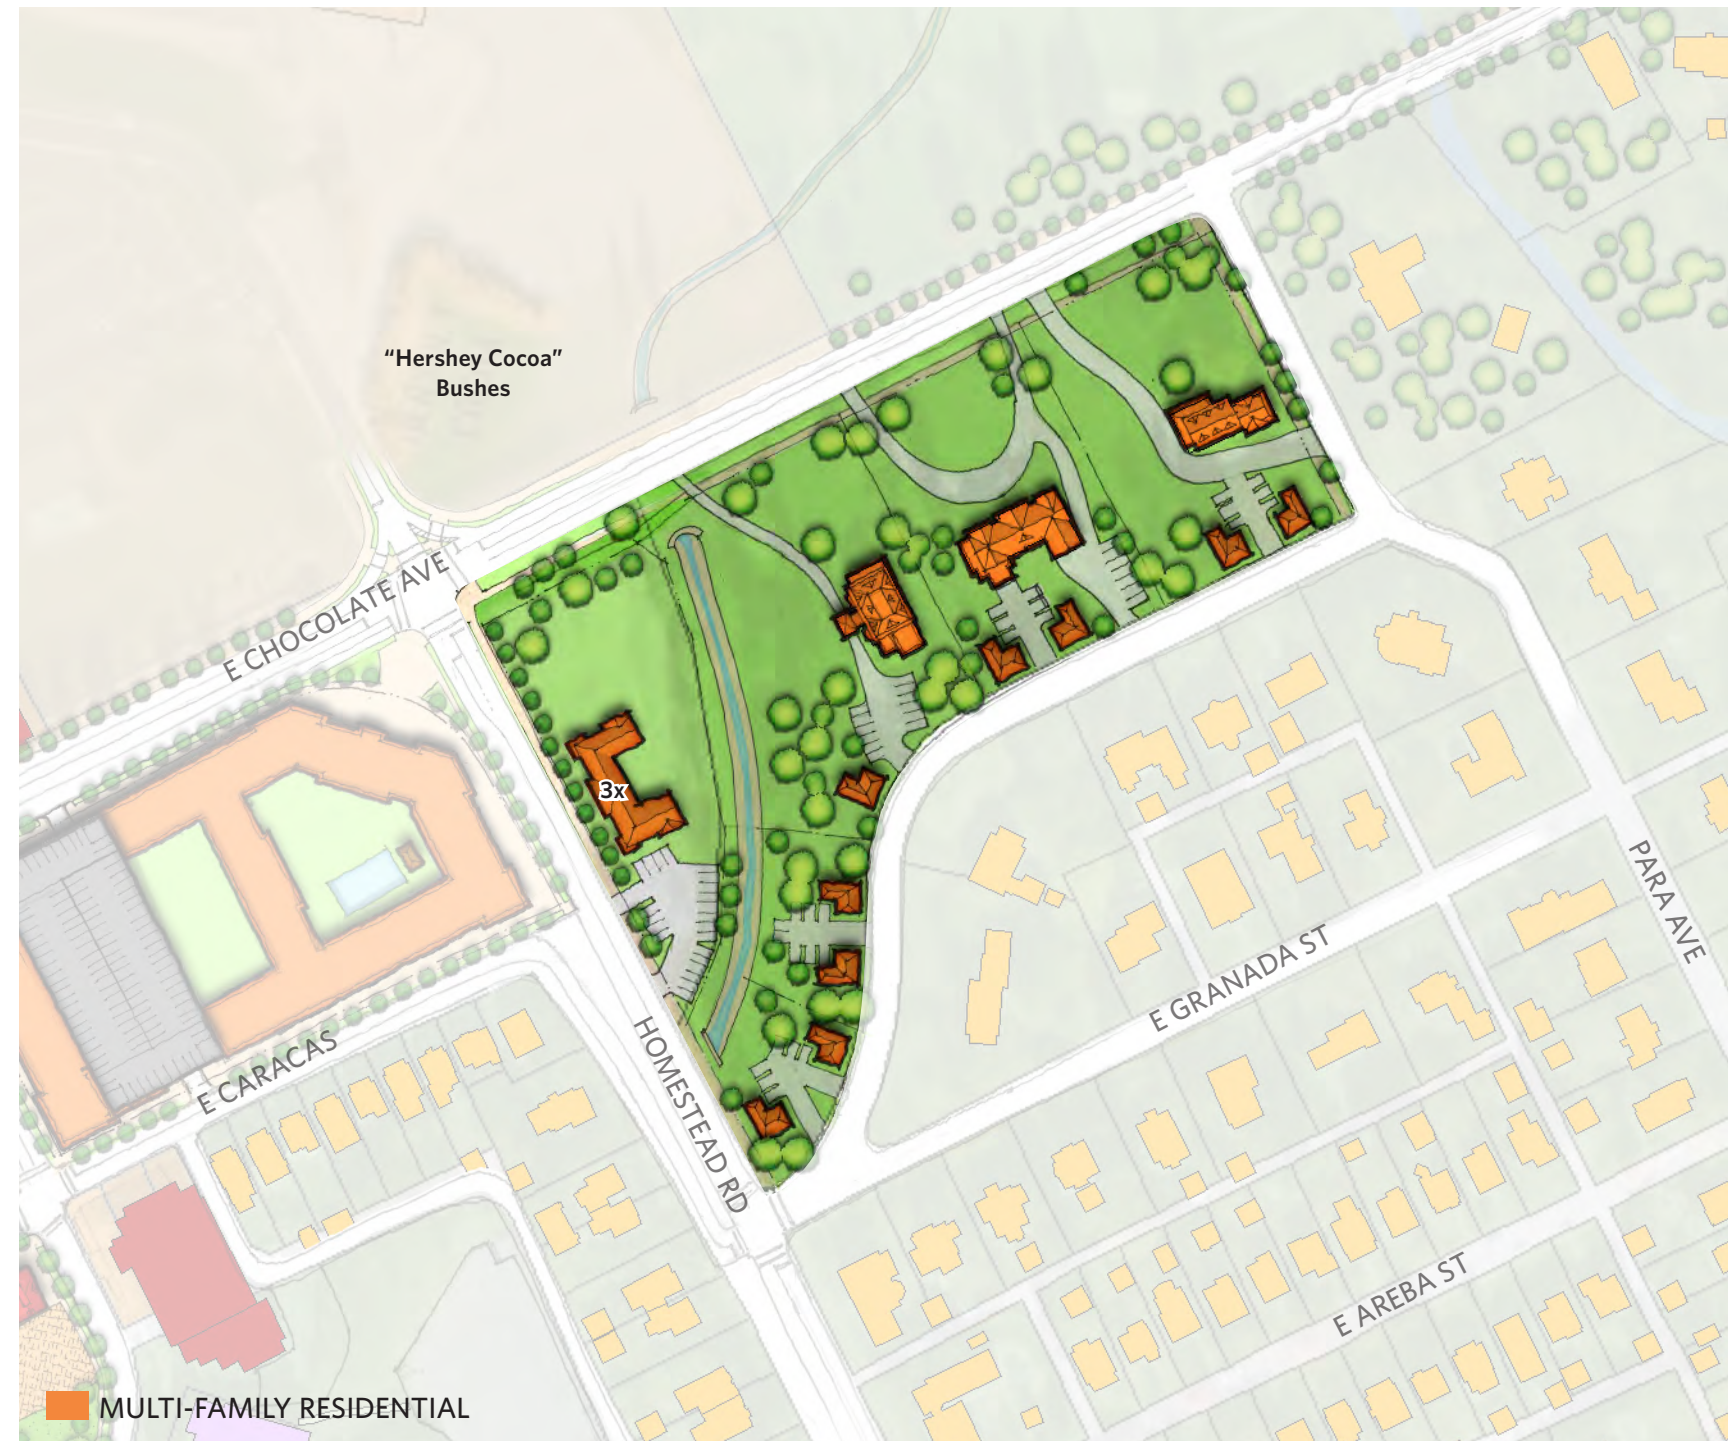 “Hershey Cocoa”
Bushes
E CHOCOLATE AVE
3x
PARA AVE
E GRANADA ST
HOMESTEAD RD
E CARACAS
E AREBA ST
MULTI-FAMILY RESIDENTIAL